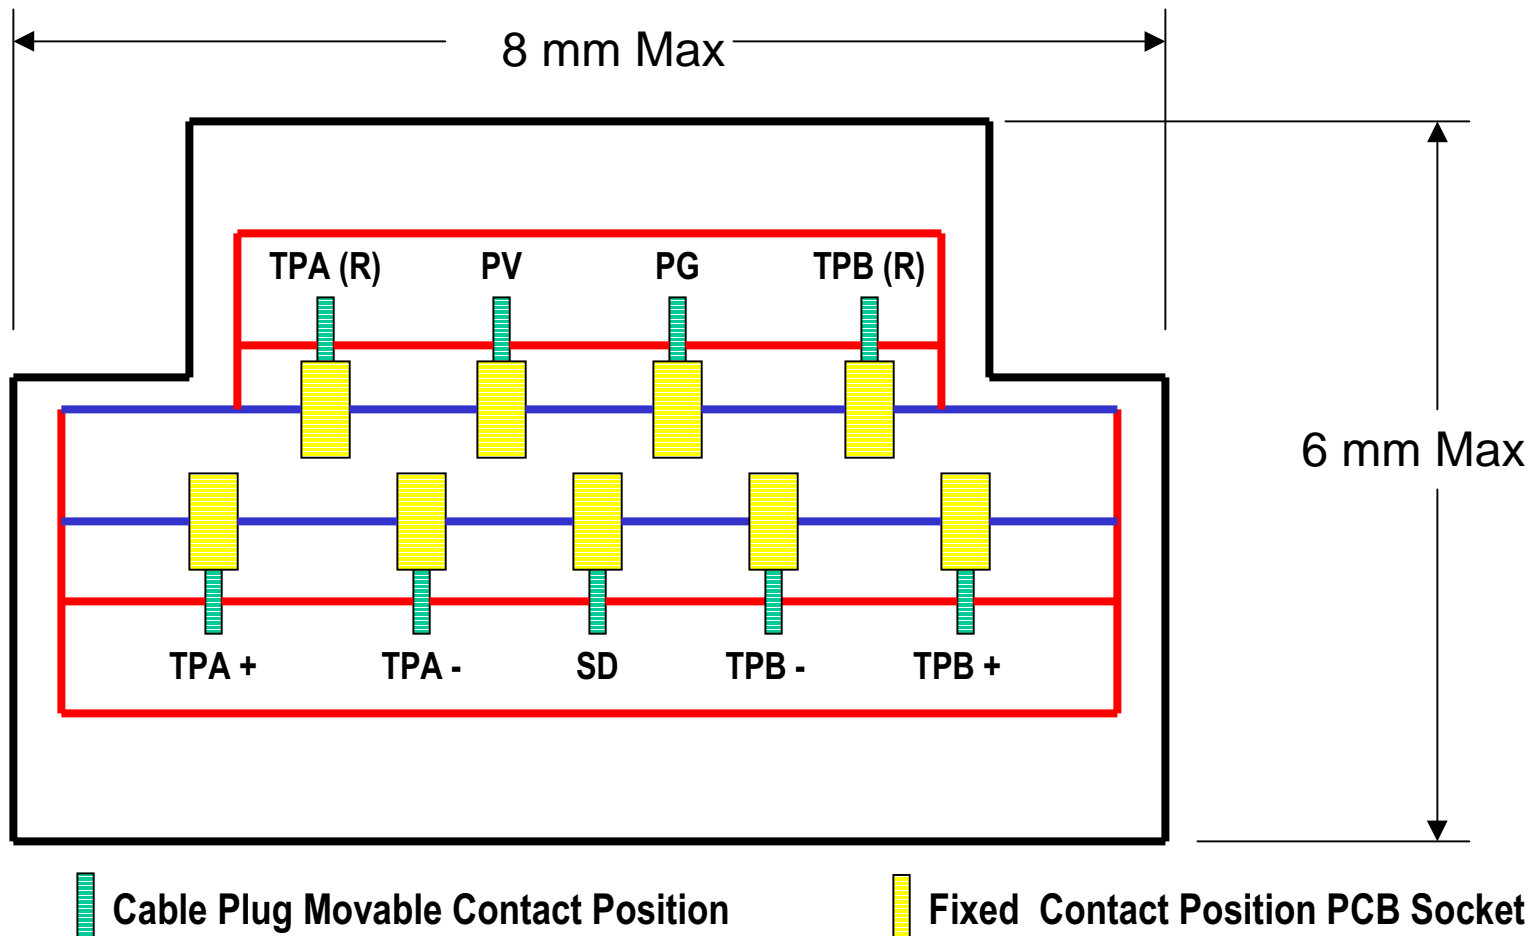 8 mm Max
TPA (R) PV PG TPB (R)
6 mm Max
TPA + TPA - SD TPB - TPB +
Cable Plug Movable Contact Position
Fixed Contact Position PCB Socket